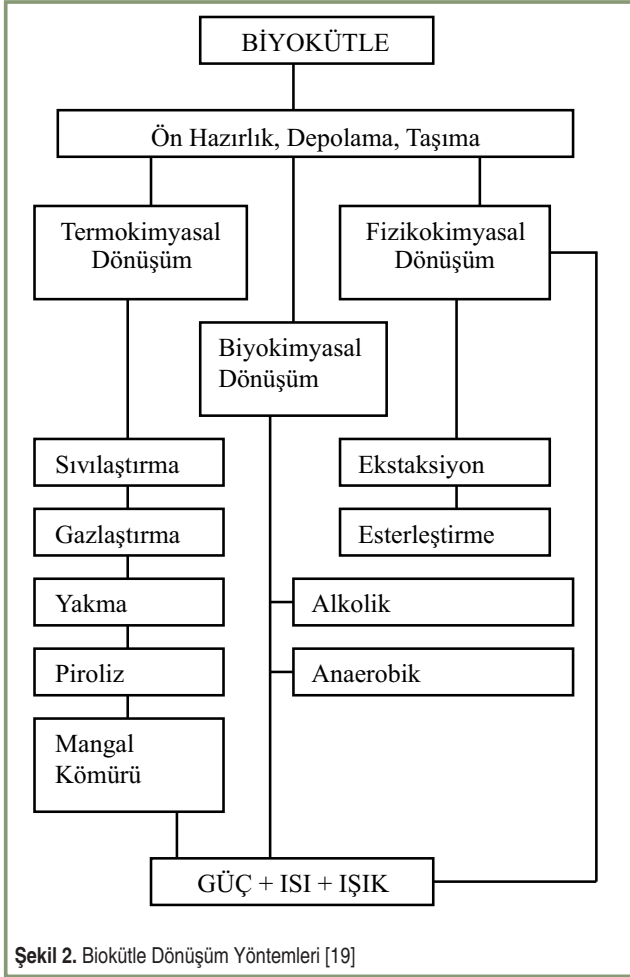 BİYOKÜTLE
Ön Hazırlık, Depolama, Taşıma
Termokimyasal
Dönüşüm
Fizikokimyasal
Dönüşüm
Biyokimyasal
Dönüşüm
Sıvılaştırma
Ekstaksiyon
Gazlaştırma
Esterleştirme
Yakma
Alkolik
Piroliz
Anaerobik
Mangal
Kömürü
GÜÇ + ISI + IŞIK
Şekil 2. Biokütle Dönüşüm Yöntemleri [19]